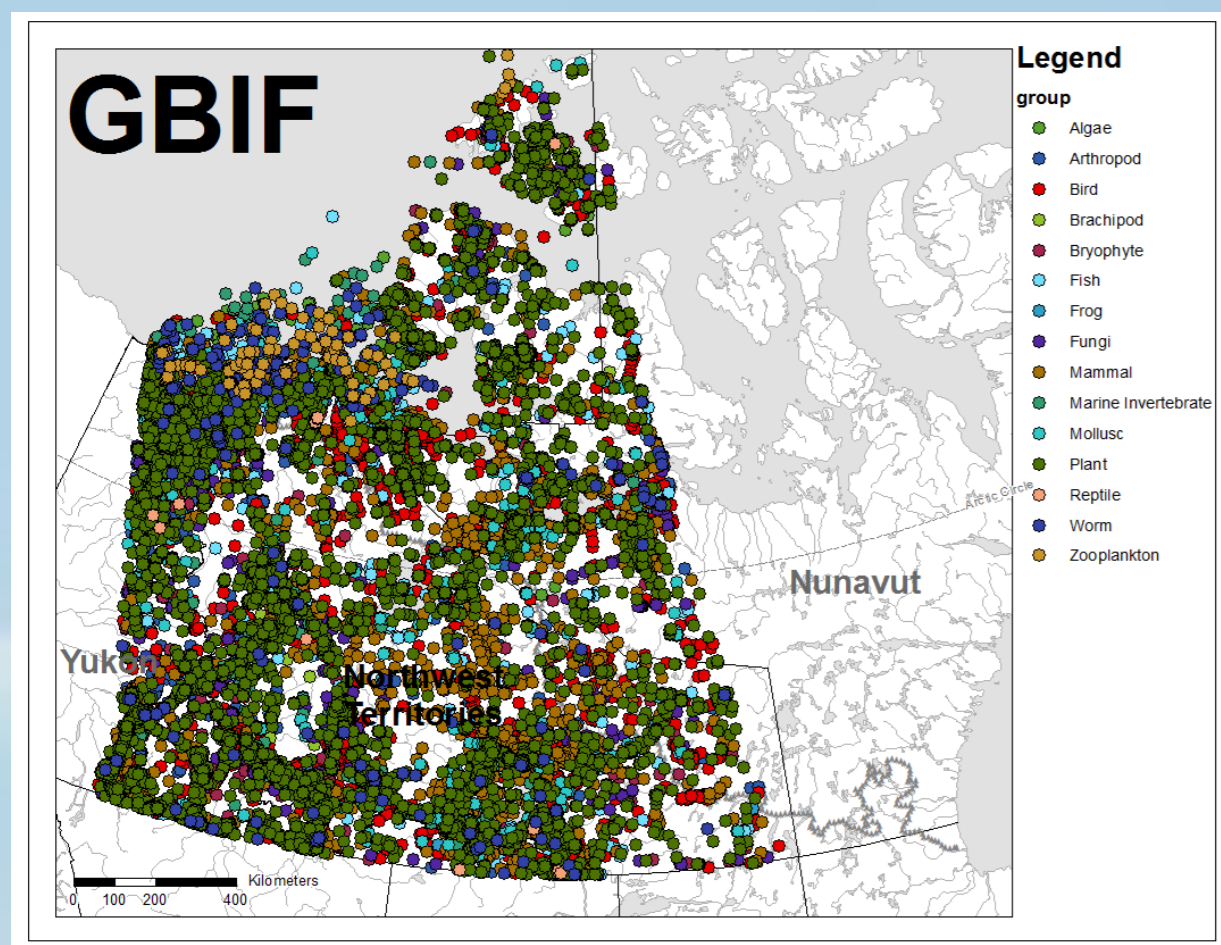 GBIF
Legend
group
Algae
Arthropod
Bird
Brachipod
Bryophyte
Fish
Frog
Fungi
Mammal
Marine Invertebrate
Mollusc
Plant
Reptile
Worm
Zooplankton
Arctic Circle
Nunavut
Yukon
Northwest
Territories
Kilometers
0 100 200 400